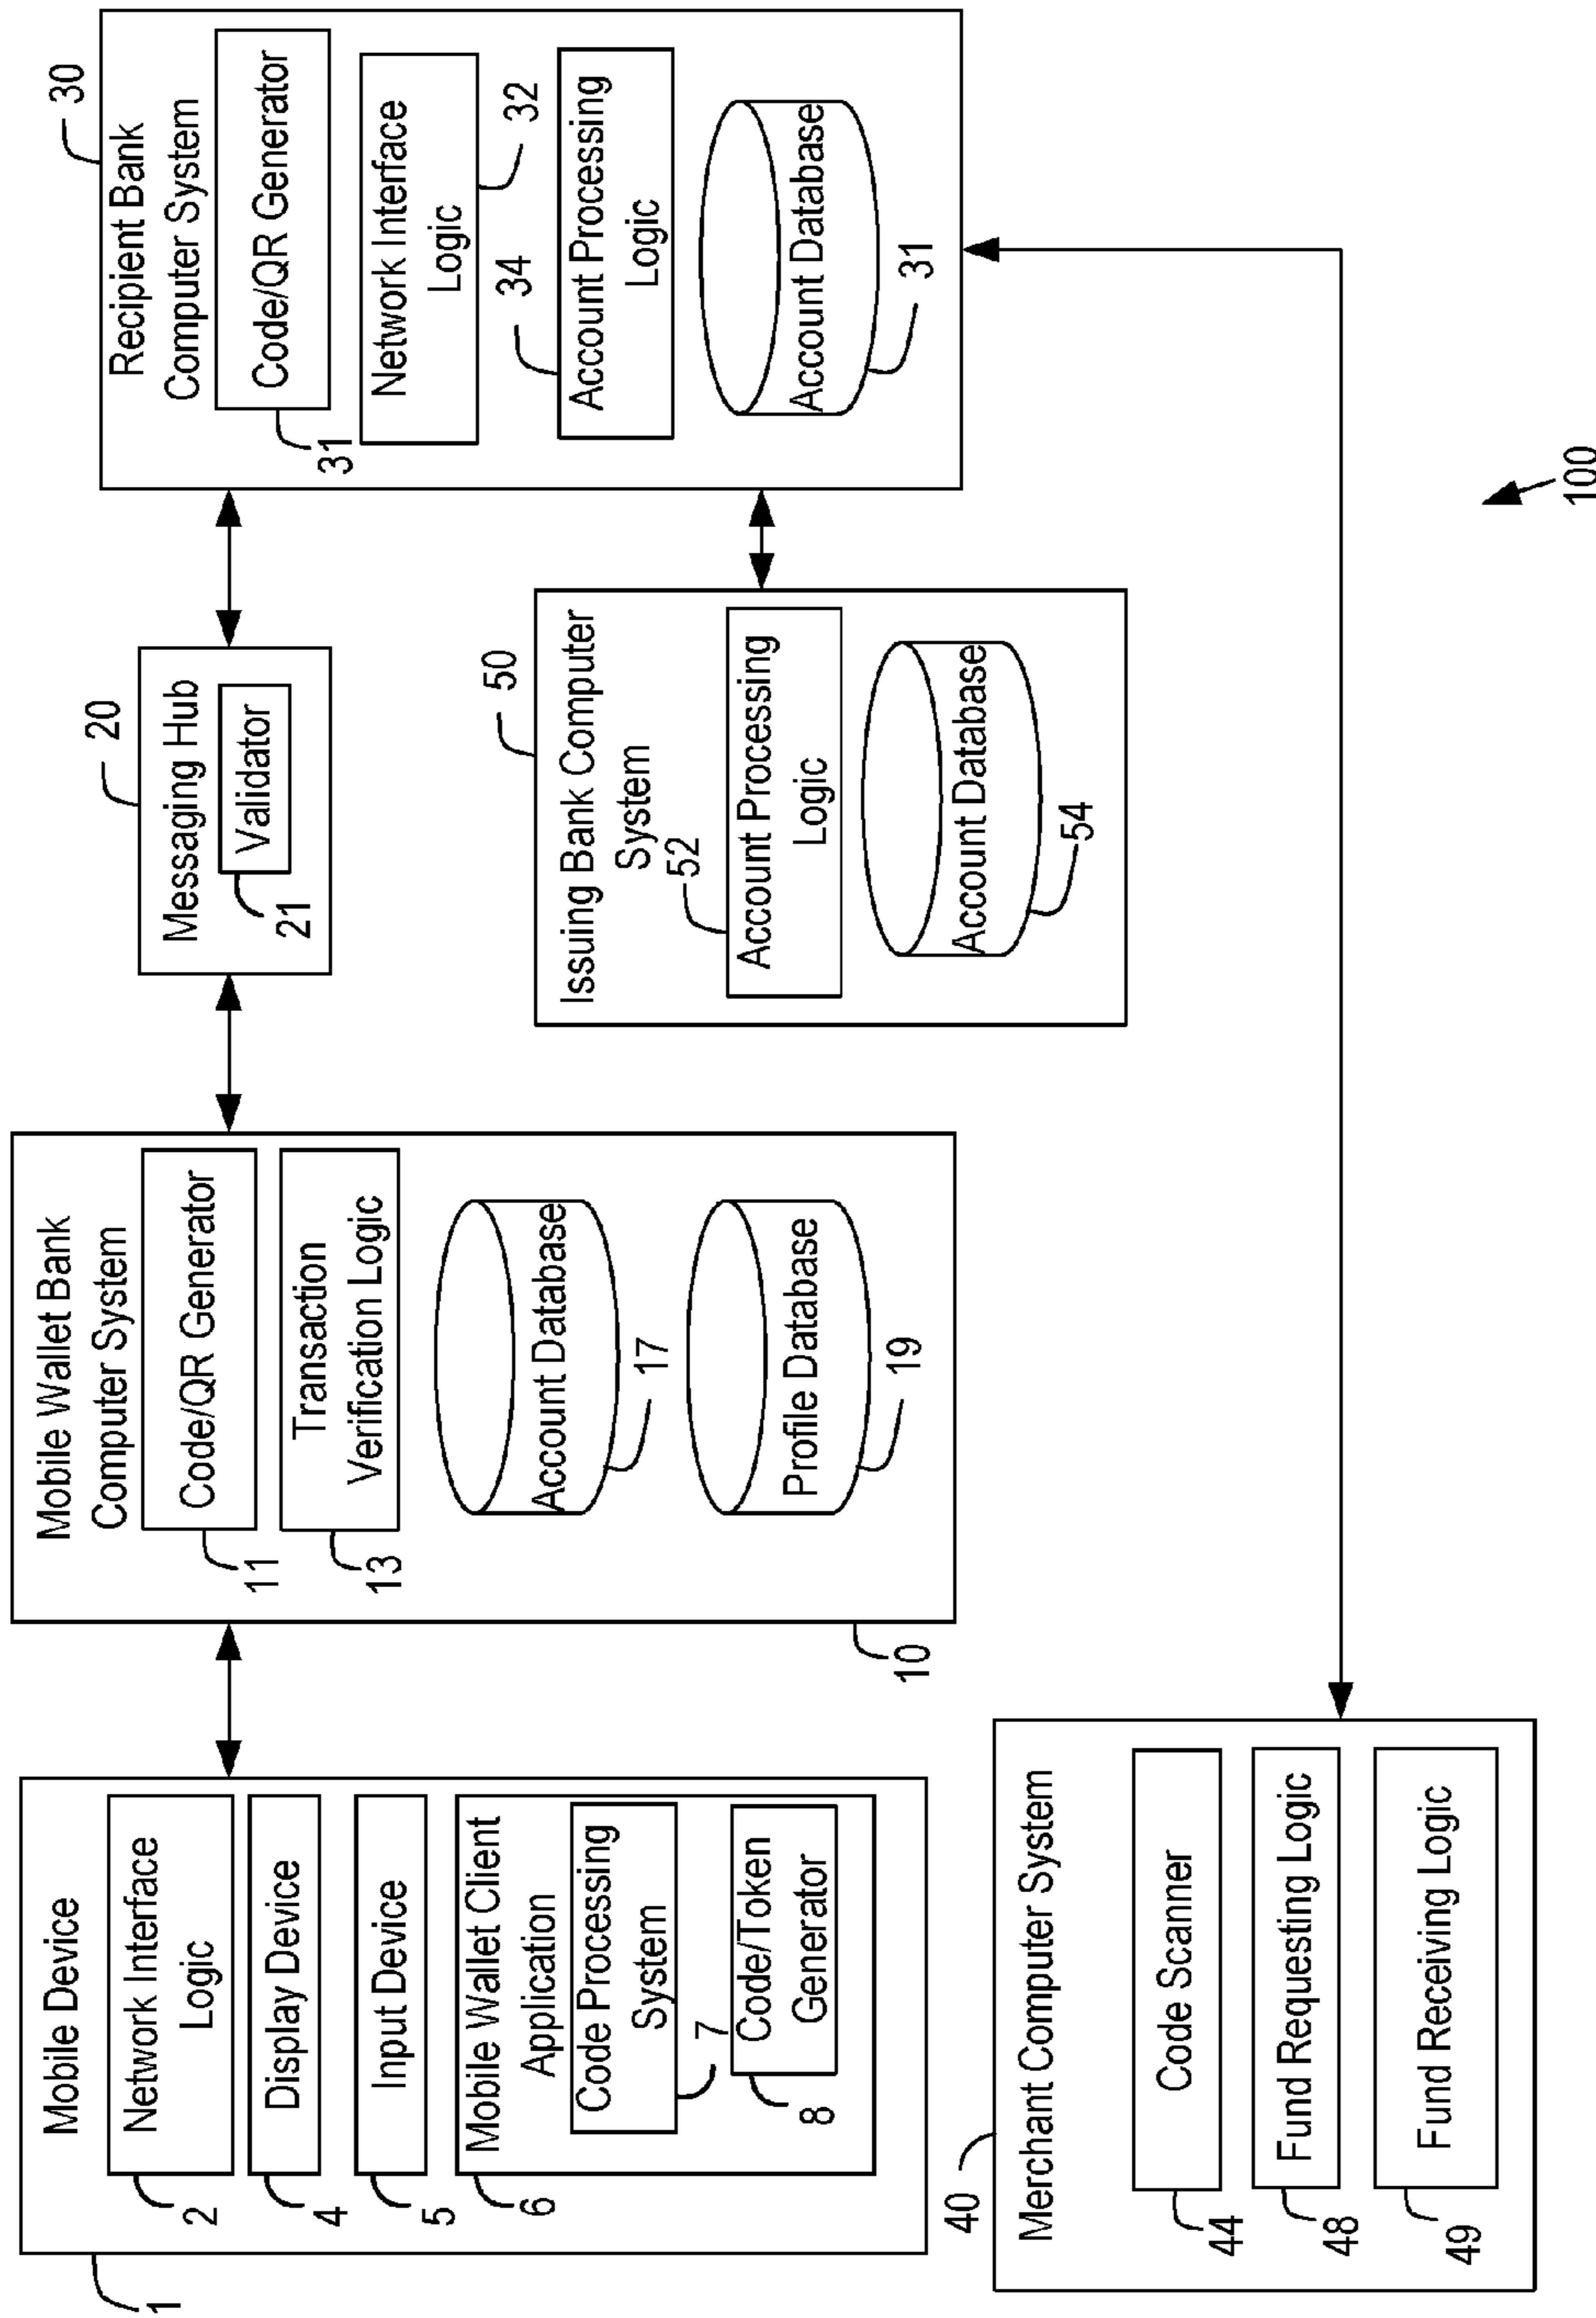 Mobile Device
Network Interface
Logic
2
Display Device
4
Input Device
5
Mobile Wallet Client
Application
6
Code Processing
System
7
Code/Token
Generator
8
1
Mobile Wallet Bank
Computer System
Code/QR Generator
11
Transaction
Verification Logic
13
Account Database
17
Profile Database
19
10
20
Messaging Hub
Validator
21
30
Recipient Bank
Computer System
Code/QR Generator
31
Network Interface
Logic
32
34
Account Processing
Logic
Account Database
31
50
Issuing Bank Computer
System
52
Account Processing
Logic
Account Database
54
40
Merchant Computer System
Code Scanner
44
Fund Requesting Logic
48
Fund Receiving Logic
49
100